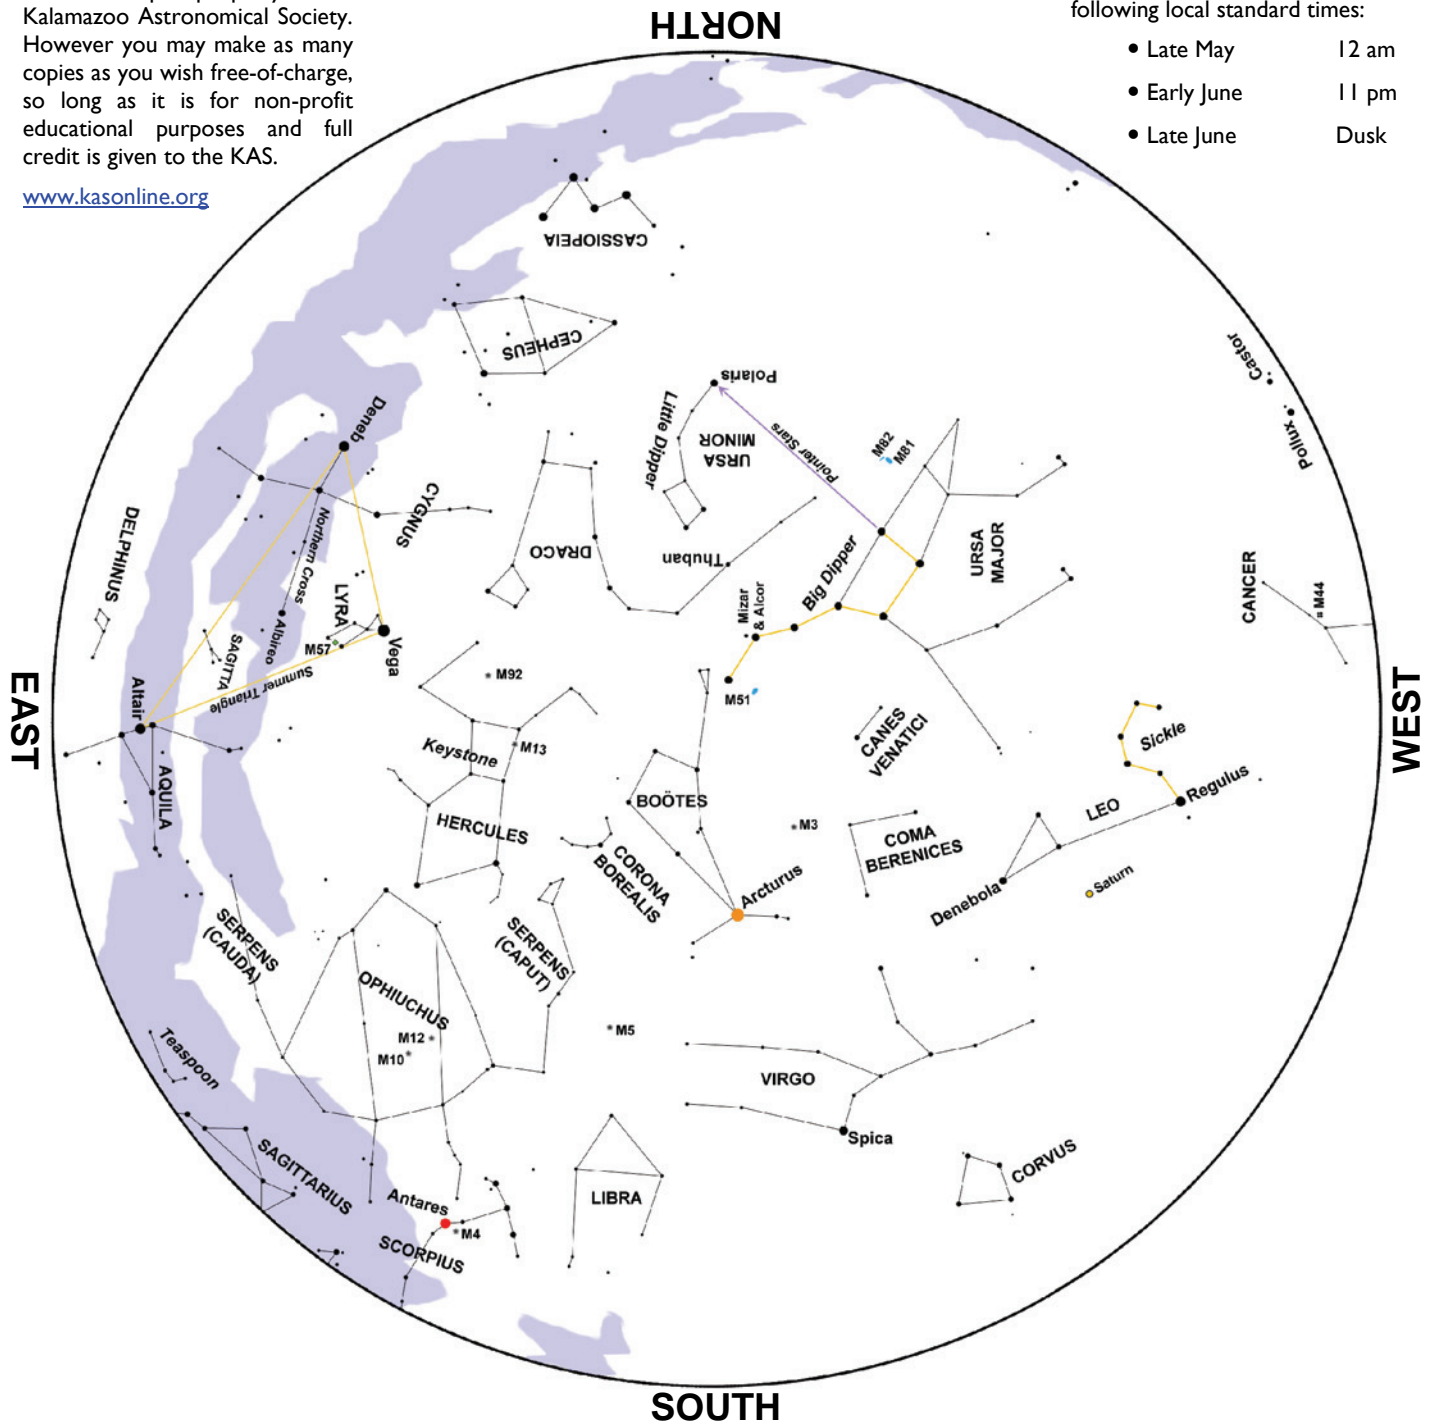 Kalamazoo Astronomical Society.
However you may make as many
copies as you wish free-of-charge,
so long as it is for non-profit
educational purposes and full
credit is given to the KAS.
www.kasonline.org
following local standard times:
• Late May 12 am
• Early June 11 pm
• Late June Dusk
NORTH
CASSIOPEIA
CEPHEUS
Castor
Pollux
Polaris
Little Dipper
URSA
MINOR
Pointer Stars
M82
M81
Deneb
CYGNUS
Northern Cross
Albireo
DELPHINUS
LYRA
M57
Vega
SAGITTA
Summer Triangle
Altair
AQUILA
DRACO
Thuban
Big Dipper
Mizar
& Alcor
URSA
MAJOR
M51
CANCER
M44
EAST
WEST
M92
Keystone
M13
HERCULES
BOÖTES
CANES
VENATICI
Sickle
Regulus
LEO
M3
COMA
BERENICES
CORONA
BOREALIS
Arcturus
Denebola
Saturn
SERPENS
(CAUDA)
SERPENS
(CAPUT)
OPHIUCHUS
M12
M10
M5
Teaspoon
VIRGO
Spica
CORVUS
SAGITTARIUS
LIBRA
Antares
M4
SCORPIUS
SOUTH